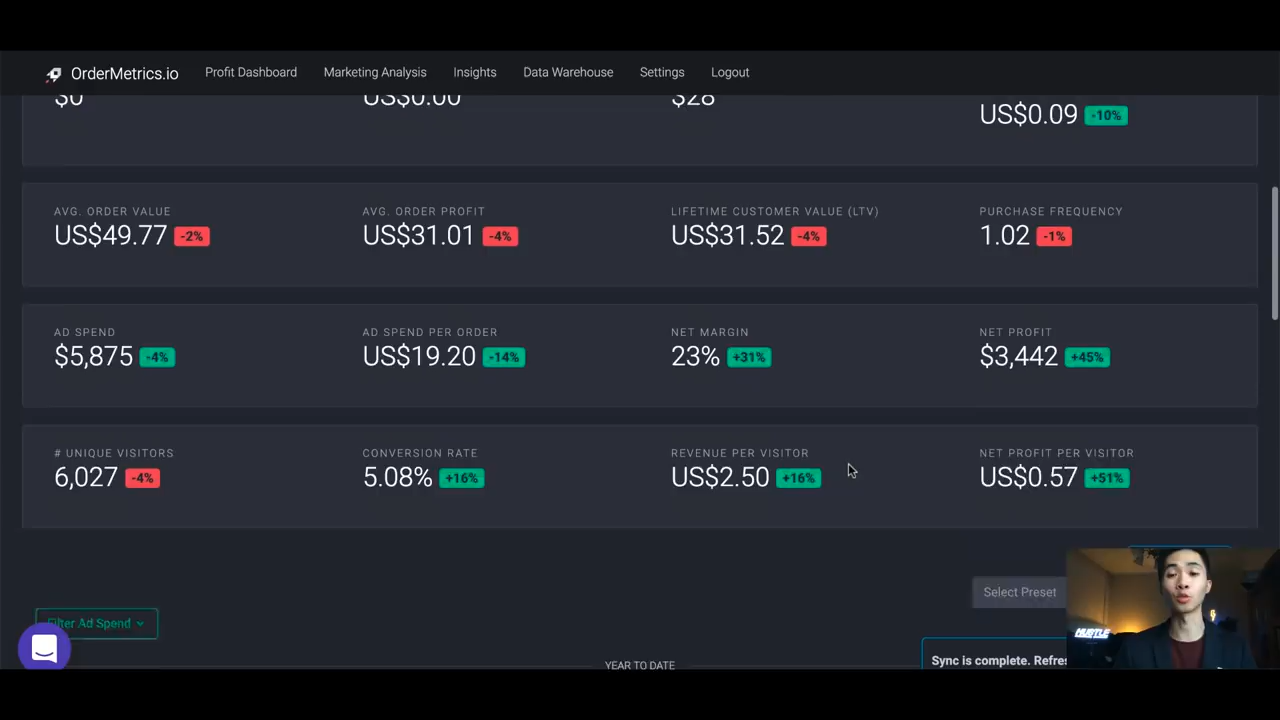 OrderMetrics.io Profit Dashboard Marketing Analysis Insights Data Warehouse Settings Logout
$0 US$0.00 $28
US$0.09 -10%
AVG. ORDER VALUE AVG. ORDER PROFIT LIFETIME CUSTOMER VALUE (LTV) PURCHASE FREQUENCY
US$49.77 -2% US$31.01 -4% US$31.52 -4% 1.02 -1%
AD SPEND AD SPEND PER ORDER NET MARGIN NET PROFIT
$5,875 -4% US$19.20 -14% 23% +31% $3,442 +45%
# UNIQUE VISITORS CONVERSION RATE REVENUE PER VISITOR NET PROFIT PER VISITOR
6,027 -4% 5.08% +16% US$2.50 +16% US$0.57 +51%
Select Preset
Filter Ad Spend
HUSTLE
Sync is complete. Refre
YEAR TO DATE